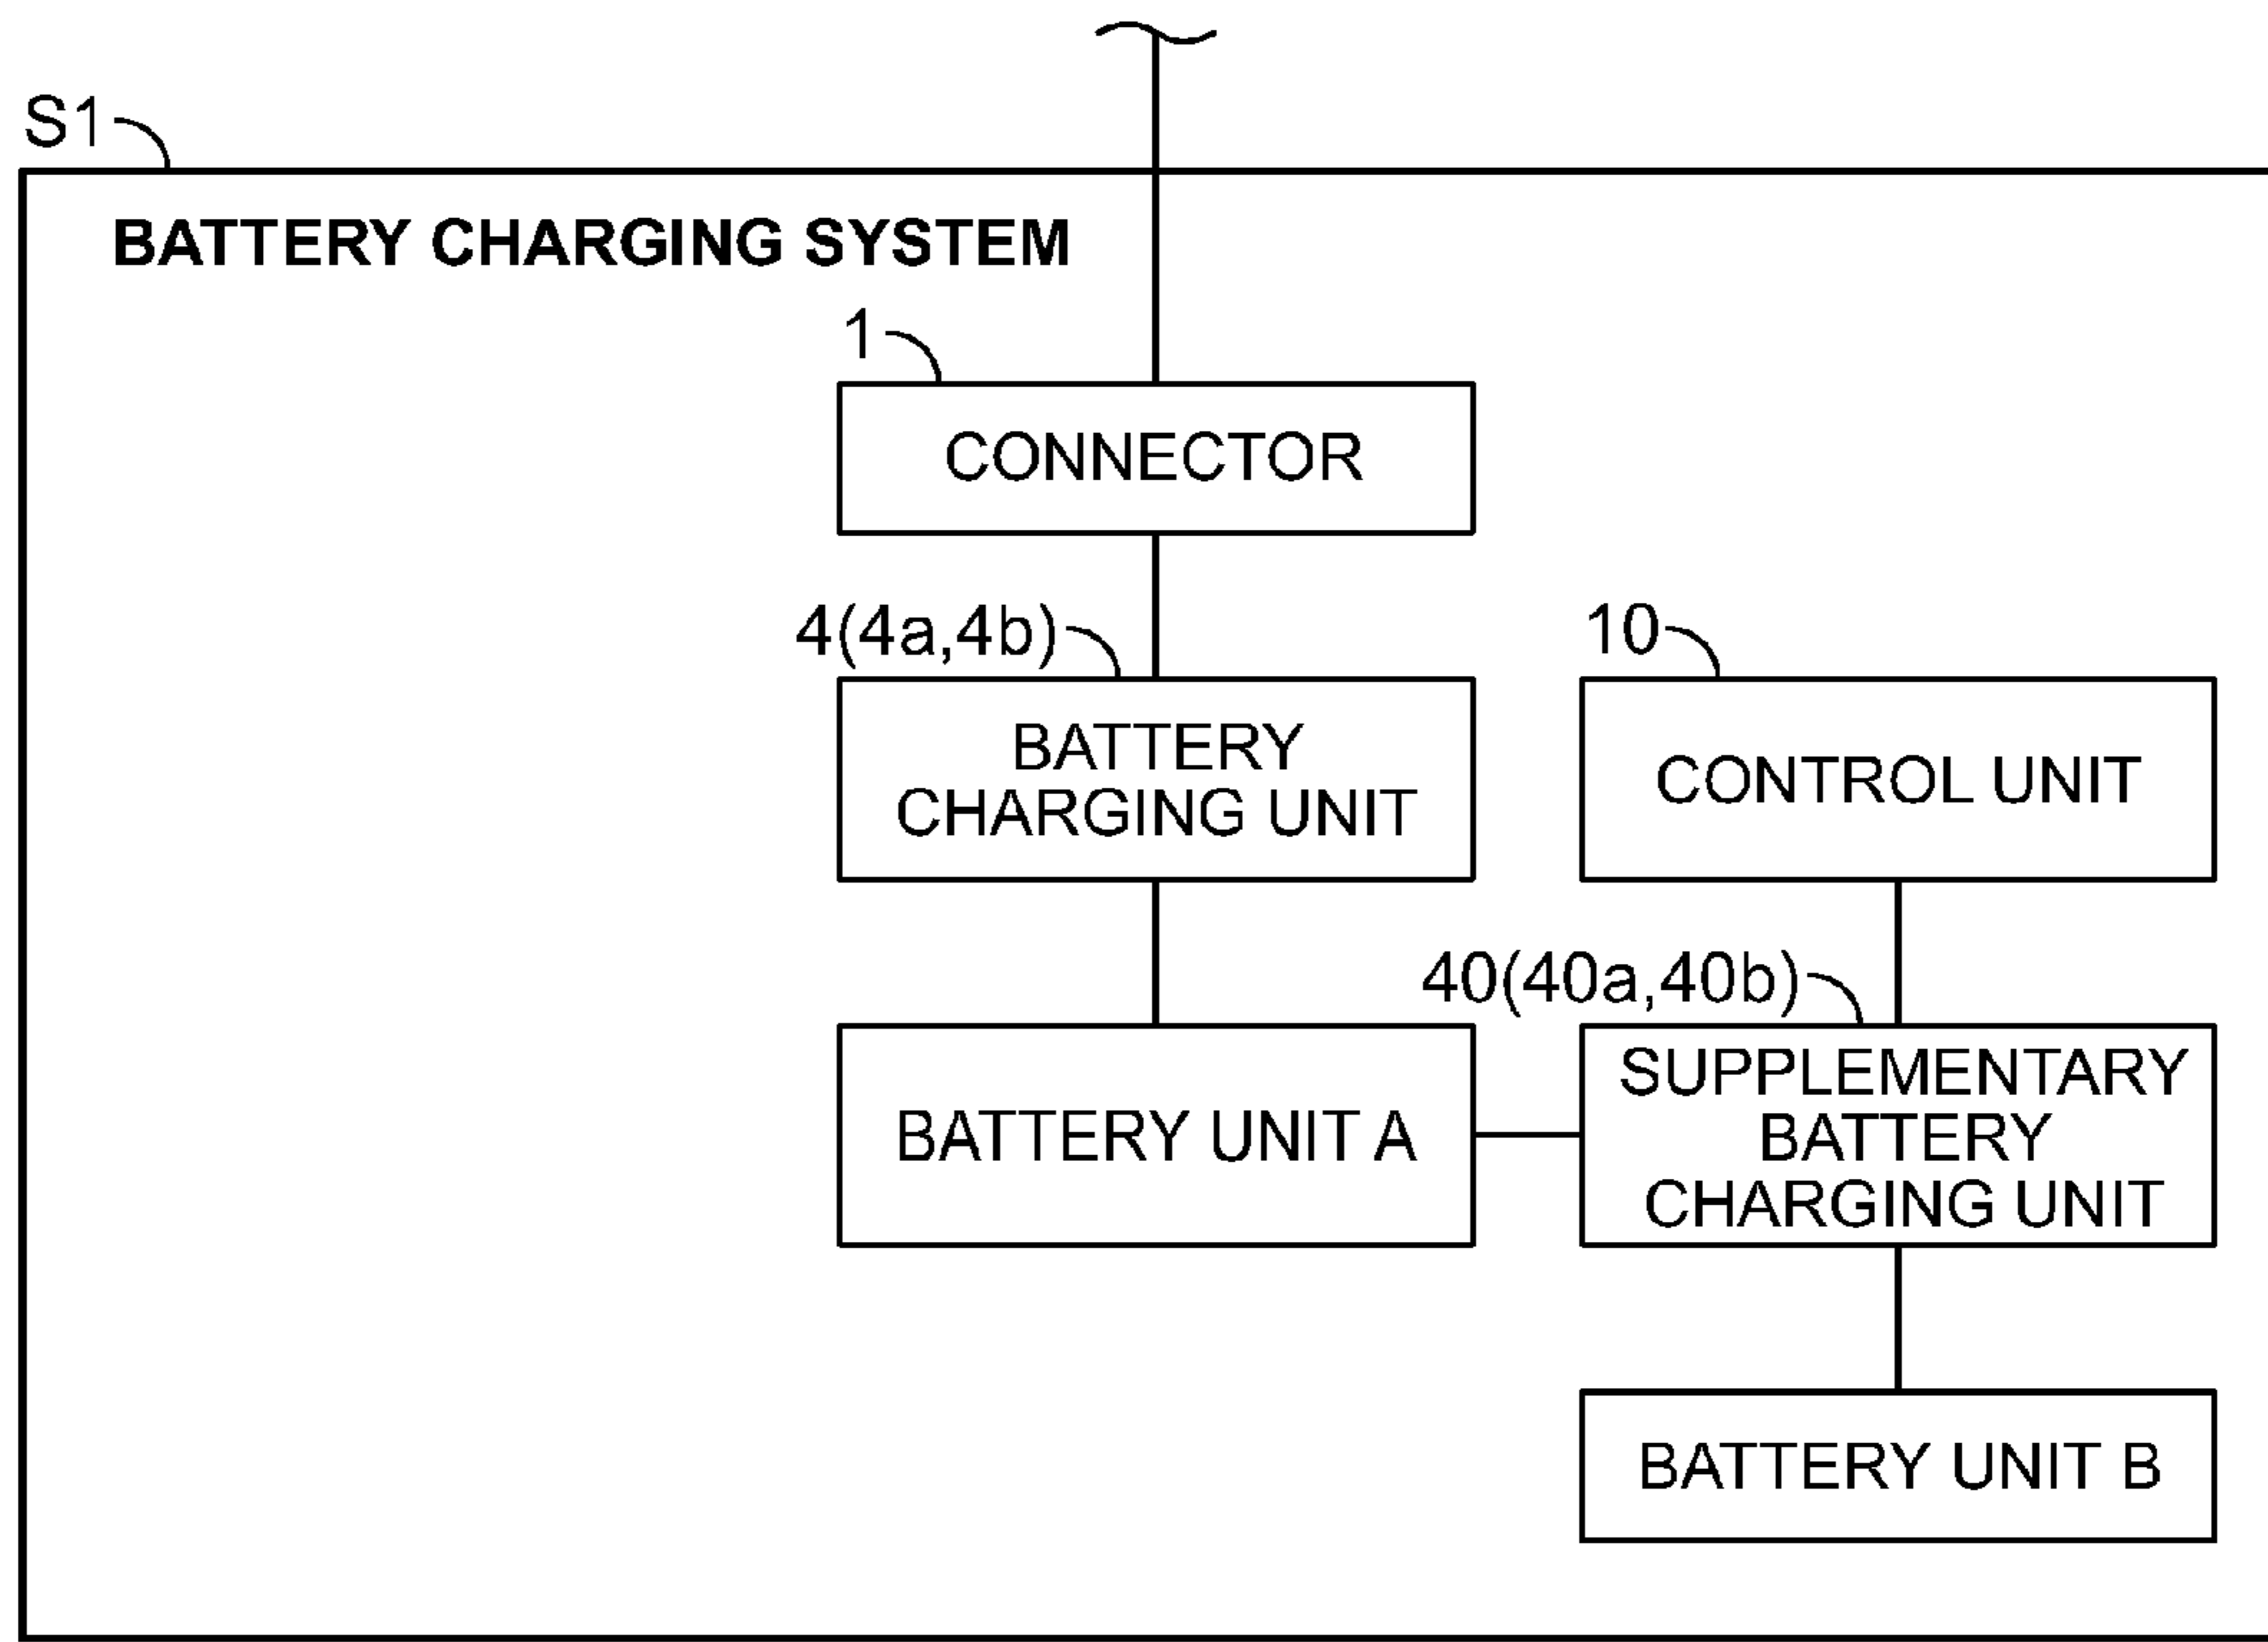 S1
BATTERY CHARGING SYSTEM
1
CONNECTOR
4(4a,4b)
BATTERY
CHARGING UNIT
10
CONTROL UNIT
BATTERY UNIT A
40(40a,40b)
SUPPLEMENTARY
BATTERY
CHARGING UNIT
BATTERY UNIT B